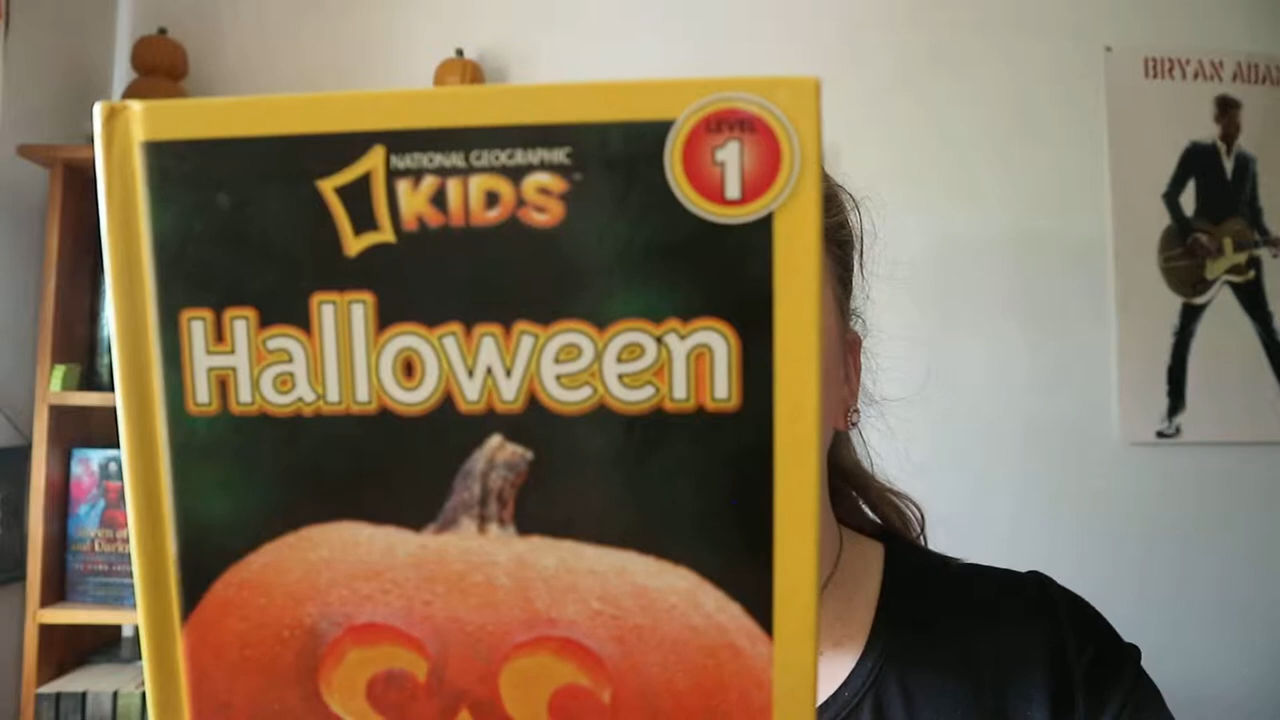 NATIONAL GEOGRAPHIC
KIDS
LEVEL
1
Halloween
BRYAN ADA